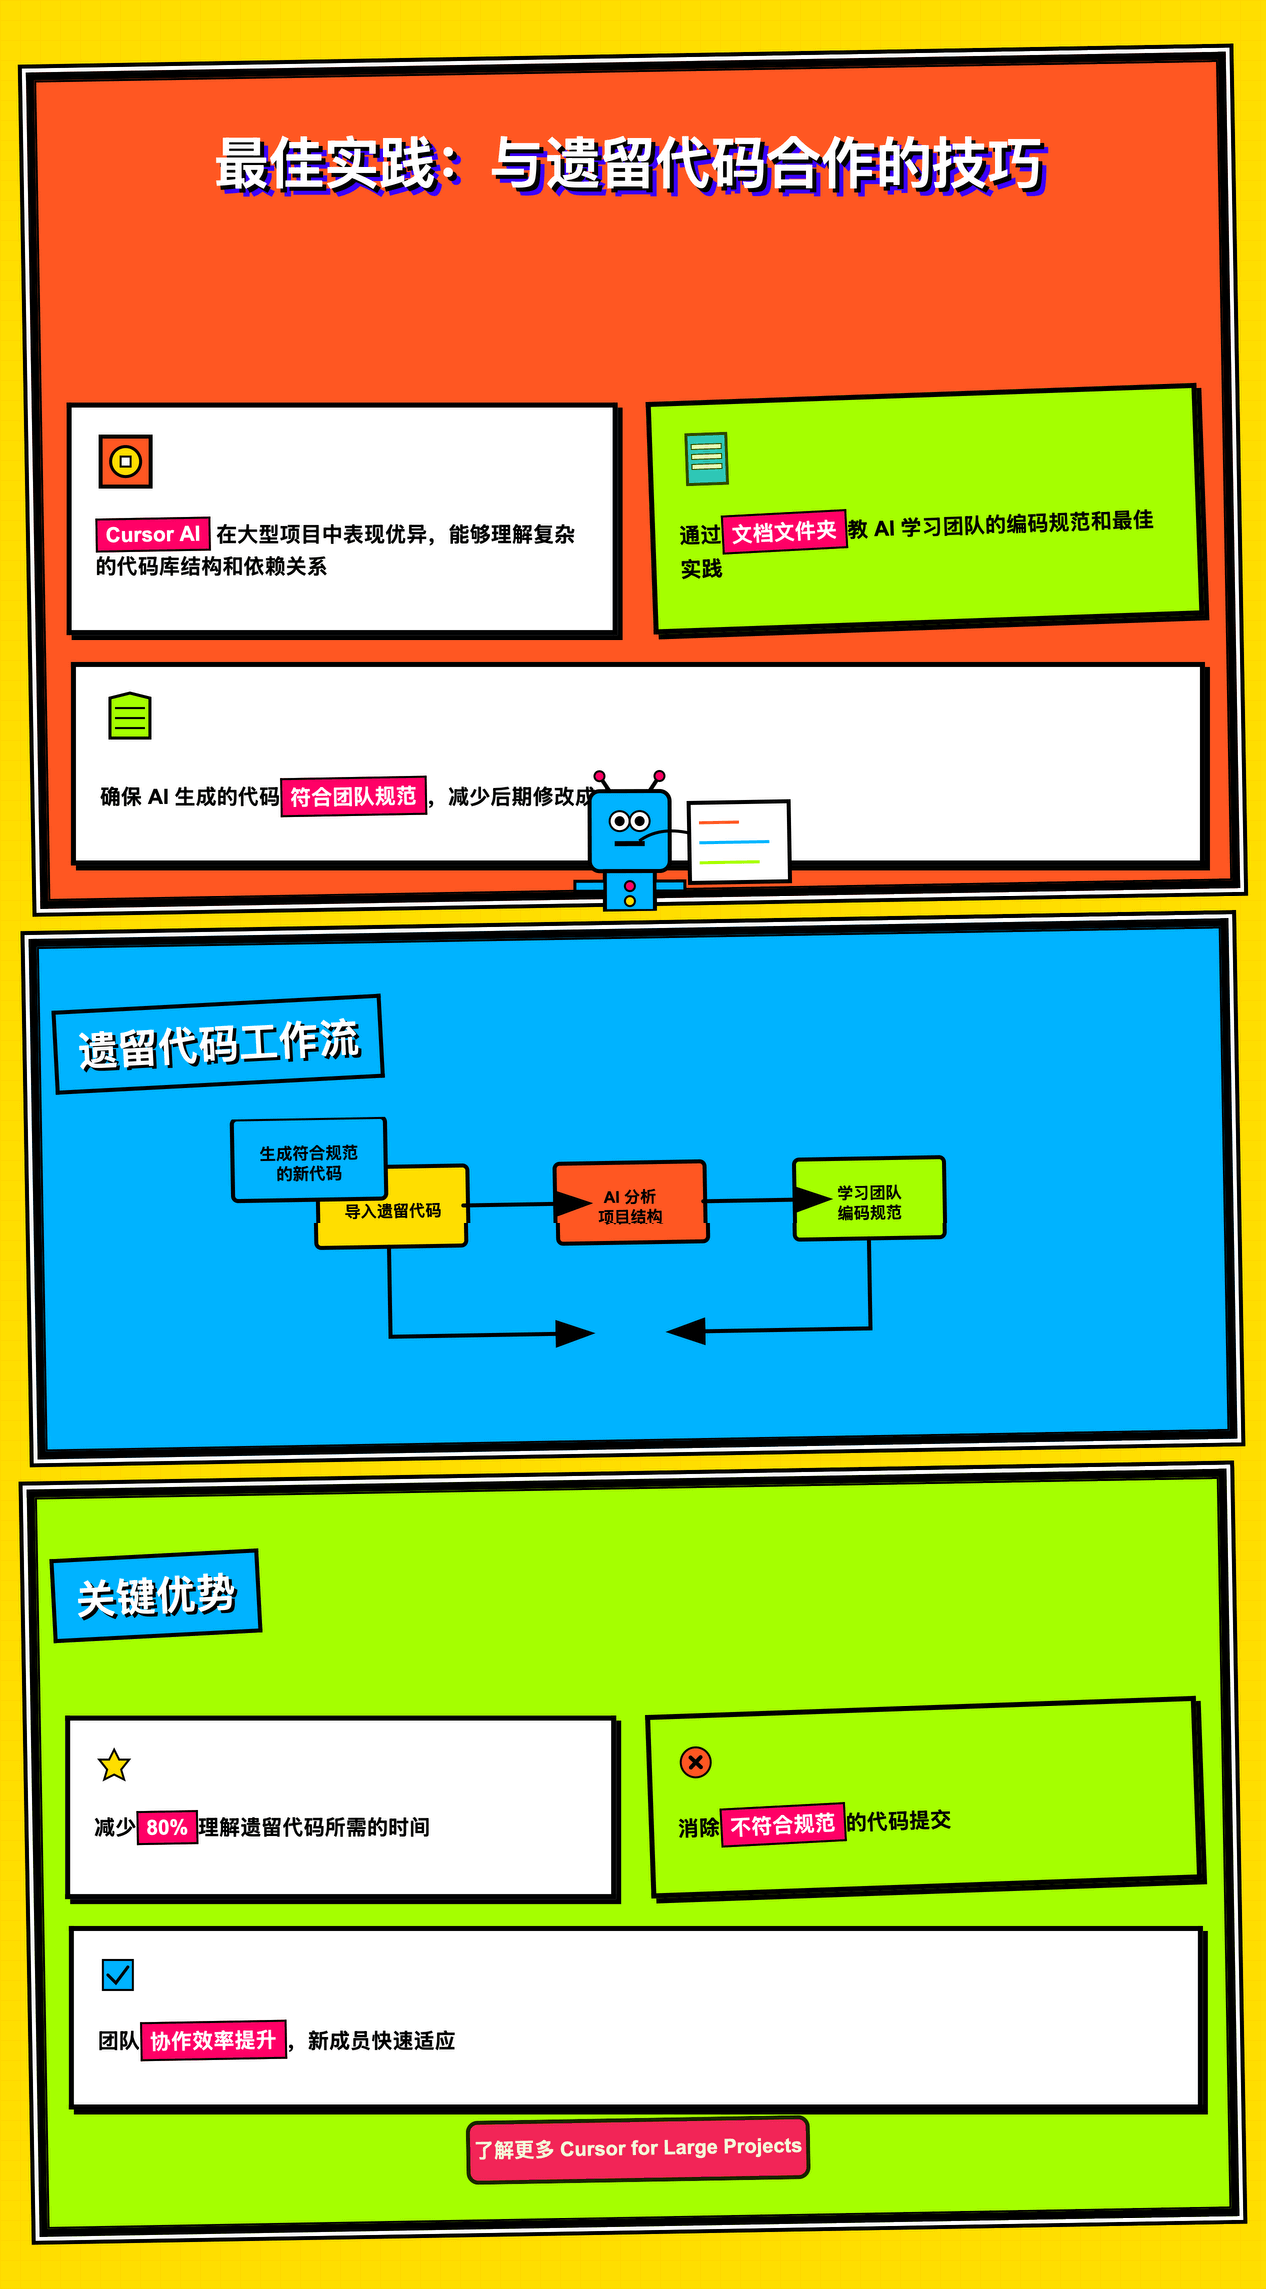 最佳实践：与遗留代码合作的技巧
Cursor AI 在大型项目中表现优异，能够理解复杂
的代码库结构和依赖关系
通过 文档文件夹 教 AI 学习团队的编码规范和最佳
实践
确保 AI 生成的代码 符合团队规范 ，减少后期修改成
遗留代码工作流
生成符合规范
的新代码
导入遗留代码
AI 分析
项目结构
学习团队
编码规范
关键优势
减少 80% 理解遗留代码所需的时间
消除 不符合规范 的代码提交
团队 协作效率提升 ，新成员快速适应
了解更多 Cursor for Large Projects